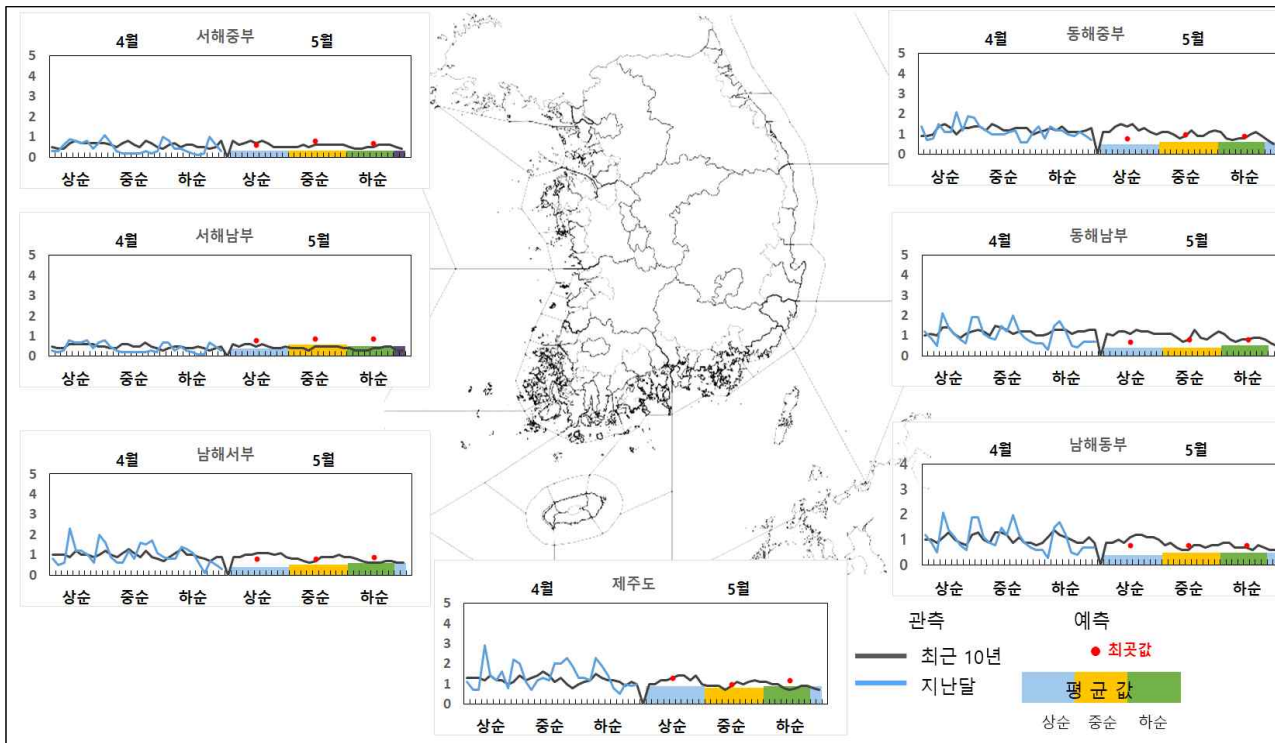 서해중부
4월 5월
5
4
3
2
1
0
상순 중순 하순 상순 중순 하순
서해남부
4월 5월
5
4
3
2
1
0
상순 중순 하순 상순 중순 하순
남해서부
4월 5월
5
4
3
2
1
0
상순 중순 하순 상순 중순 하순
제주도
4월 5월
5
4
3
2
1
0
상순 중순 하순 상순 중순 하순
동해중부
4월 5월
5
4
3
2
1
0
상순 중순 하순 상순 중순 하순
동해남부
4월 5월
5
4
3
2
1
0
상순 중순 하순 상순 중순 하순
남해동부
4월 5월
4
3
2
1
0
상순 중순 하순 상순 중순 하순
관측 예측
최근 10년 최곳값
지난달 평 균 값
상순 중순 하순